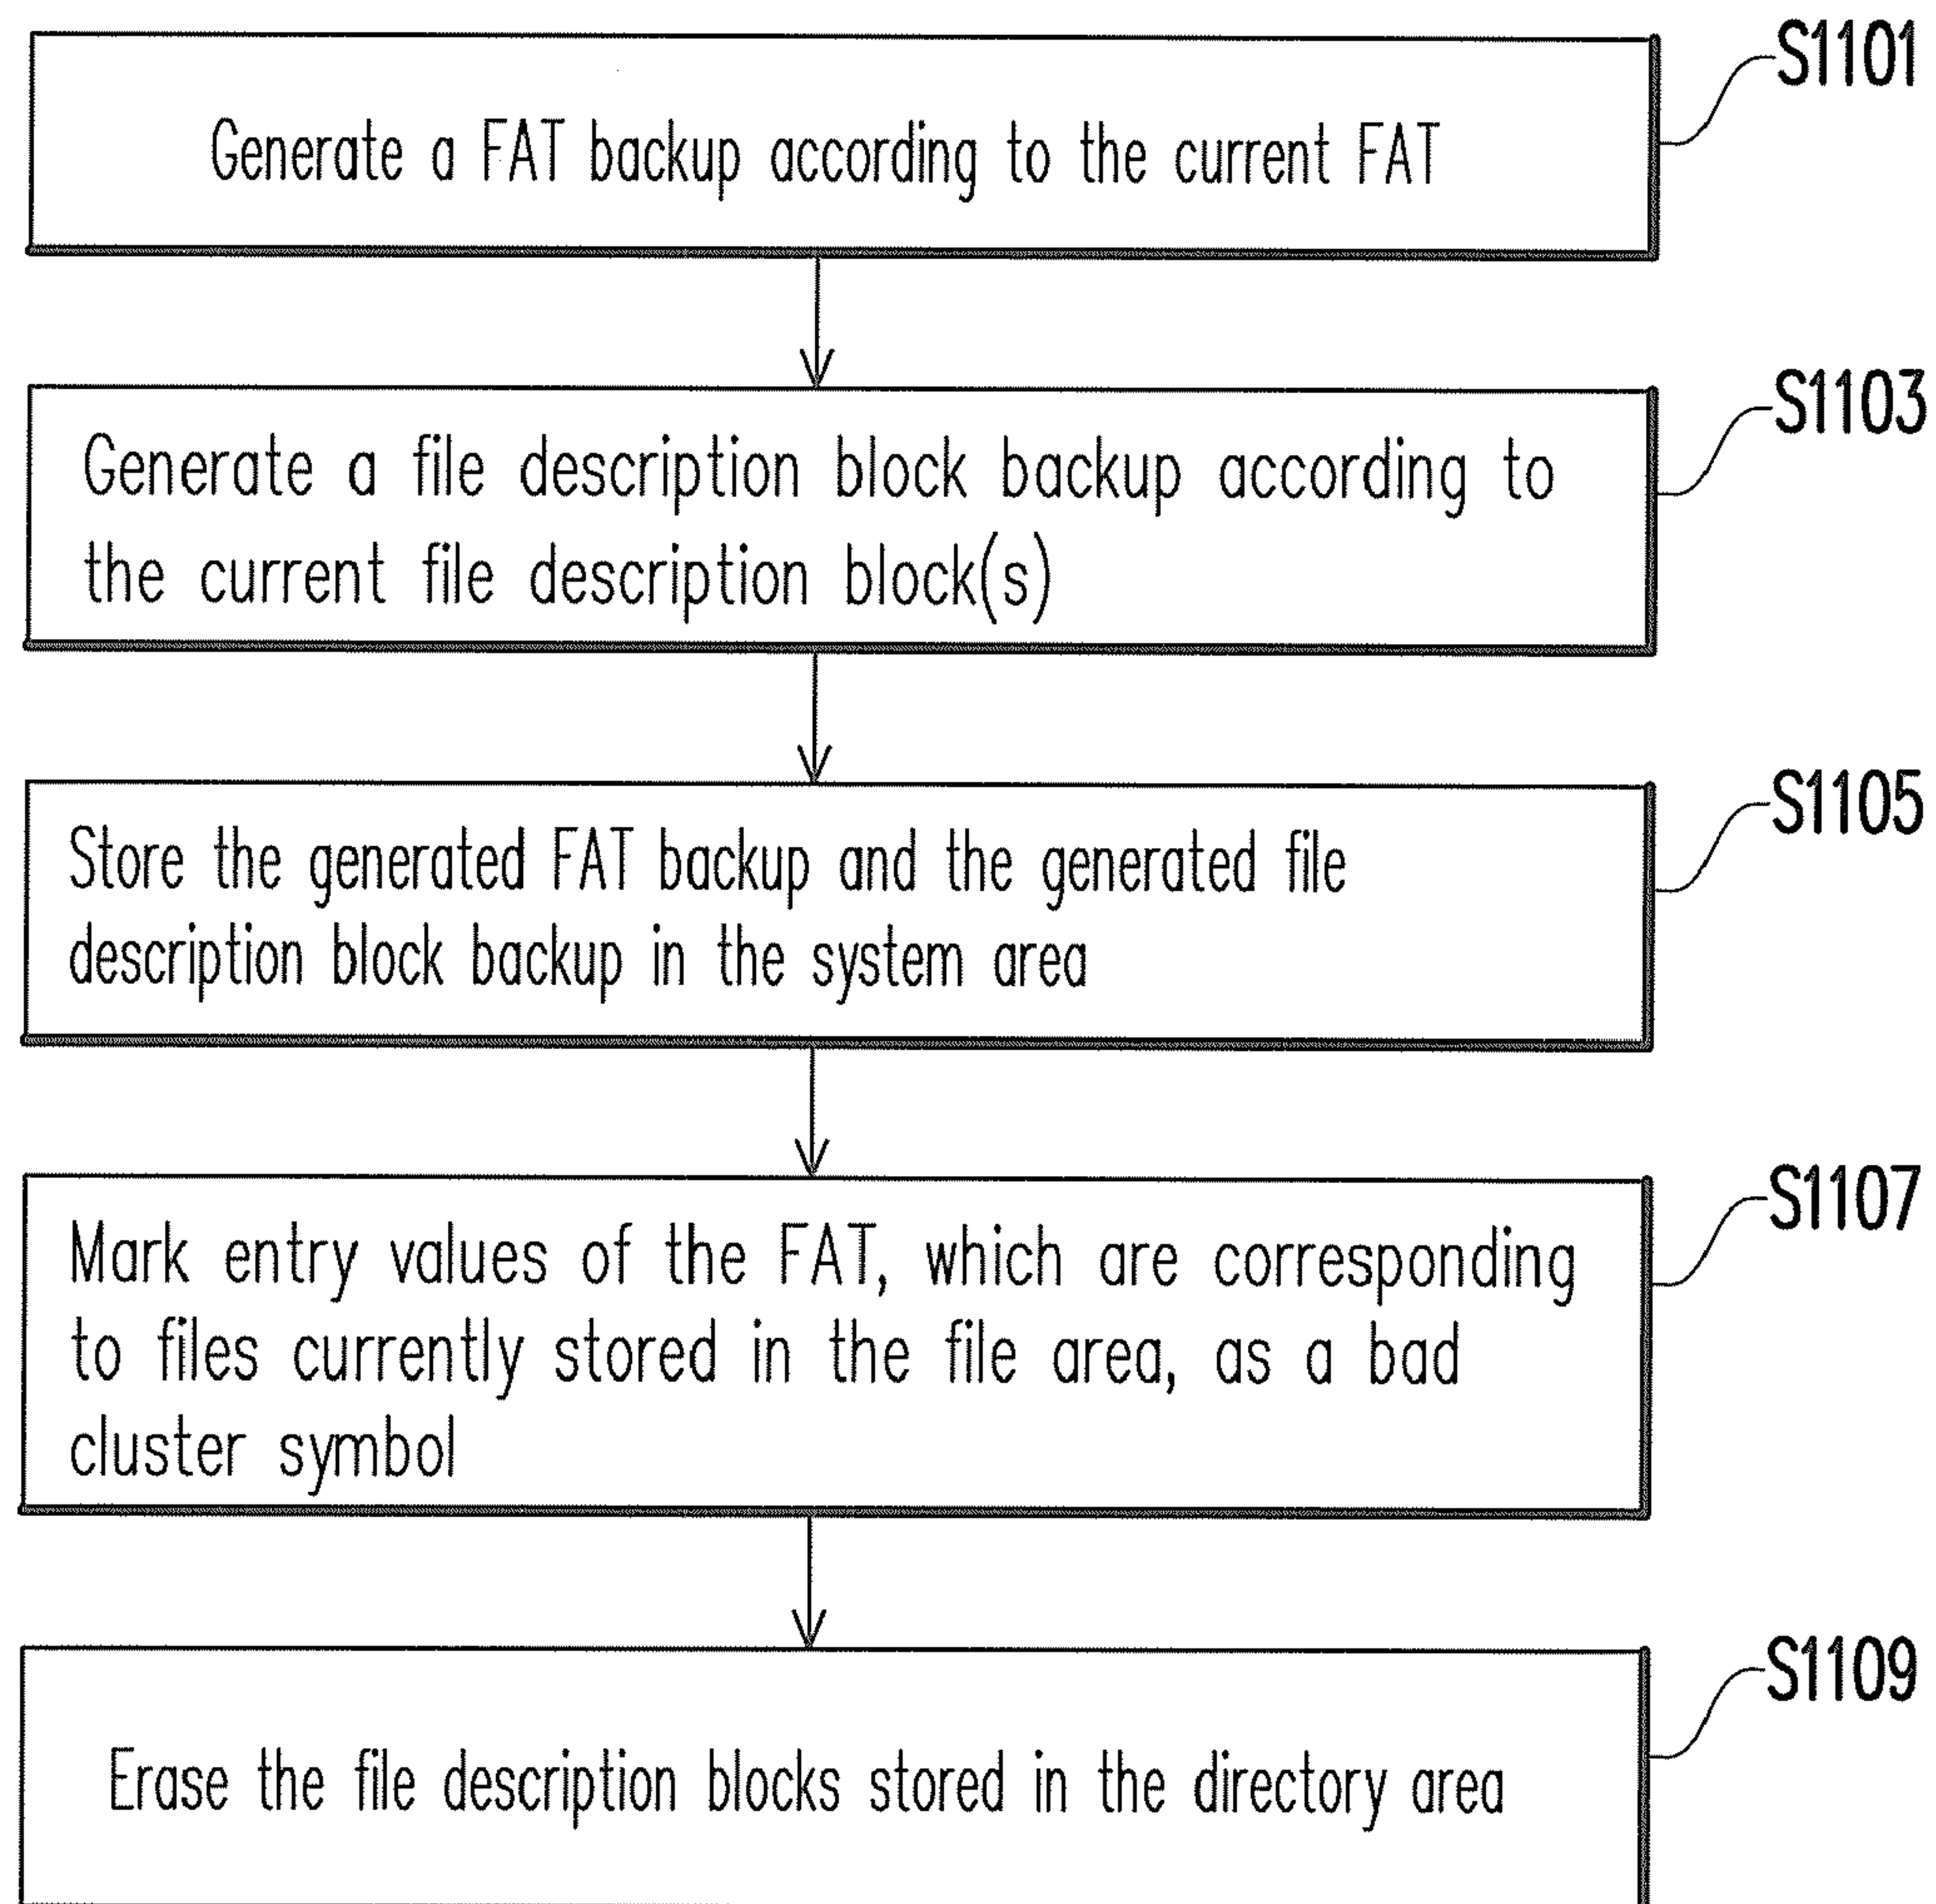 S1101
Generate a FAT backup according to the current FAT
S1103
Generate a file description block backup according to
the current file description block(s)
S1105
Store the generated FAT backup and the generated file
description block backup in the system area
S1107
Mark entry values of the FAT, which are corresponding
to files currently stored in the file area, as a bad
cluster symbol
S1109
Erase the file description blocks stored in the directory area